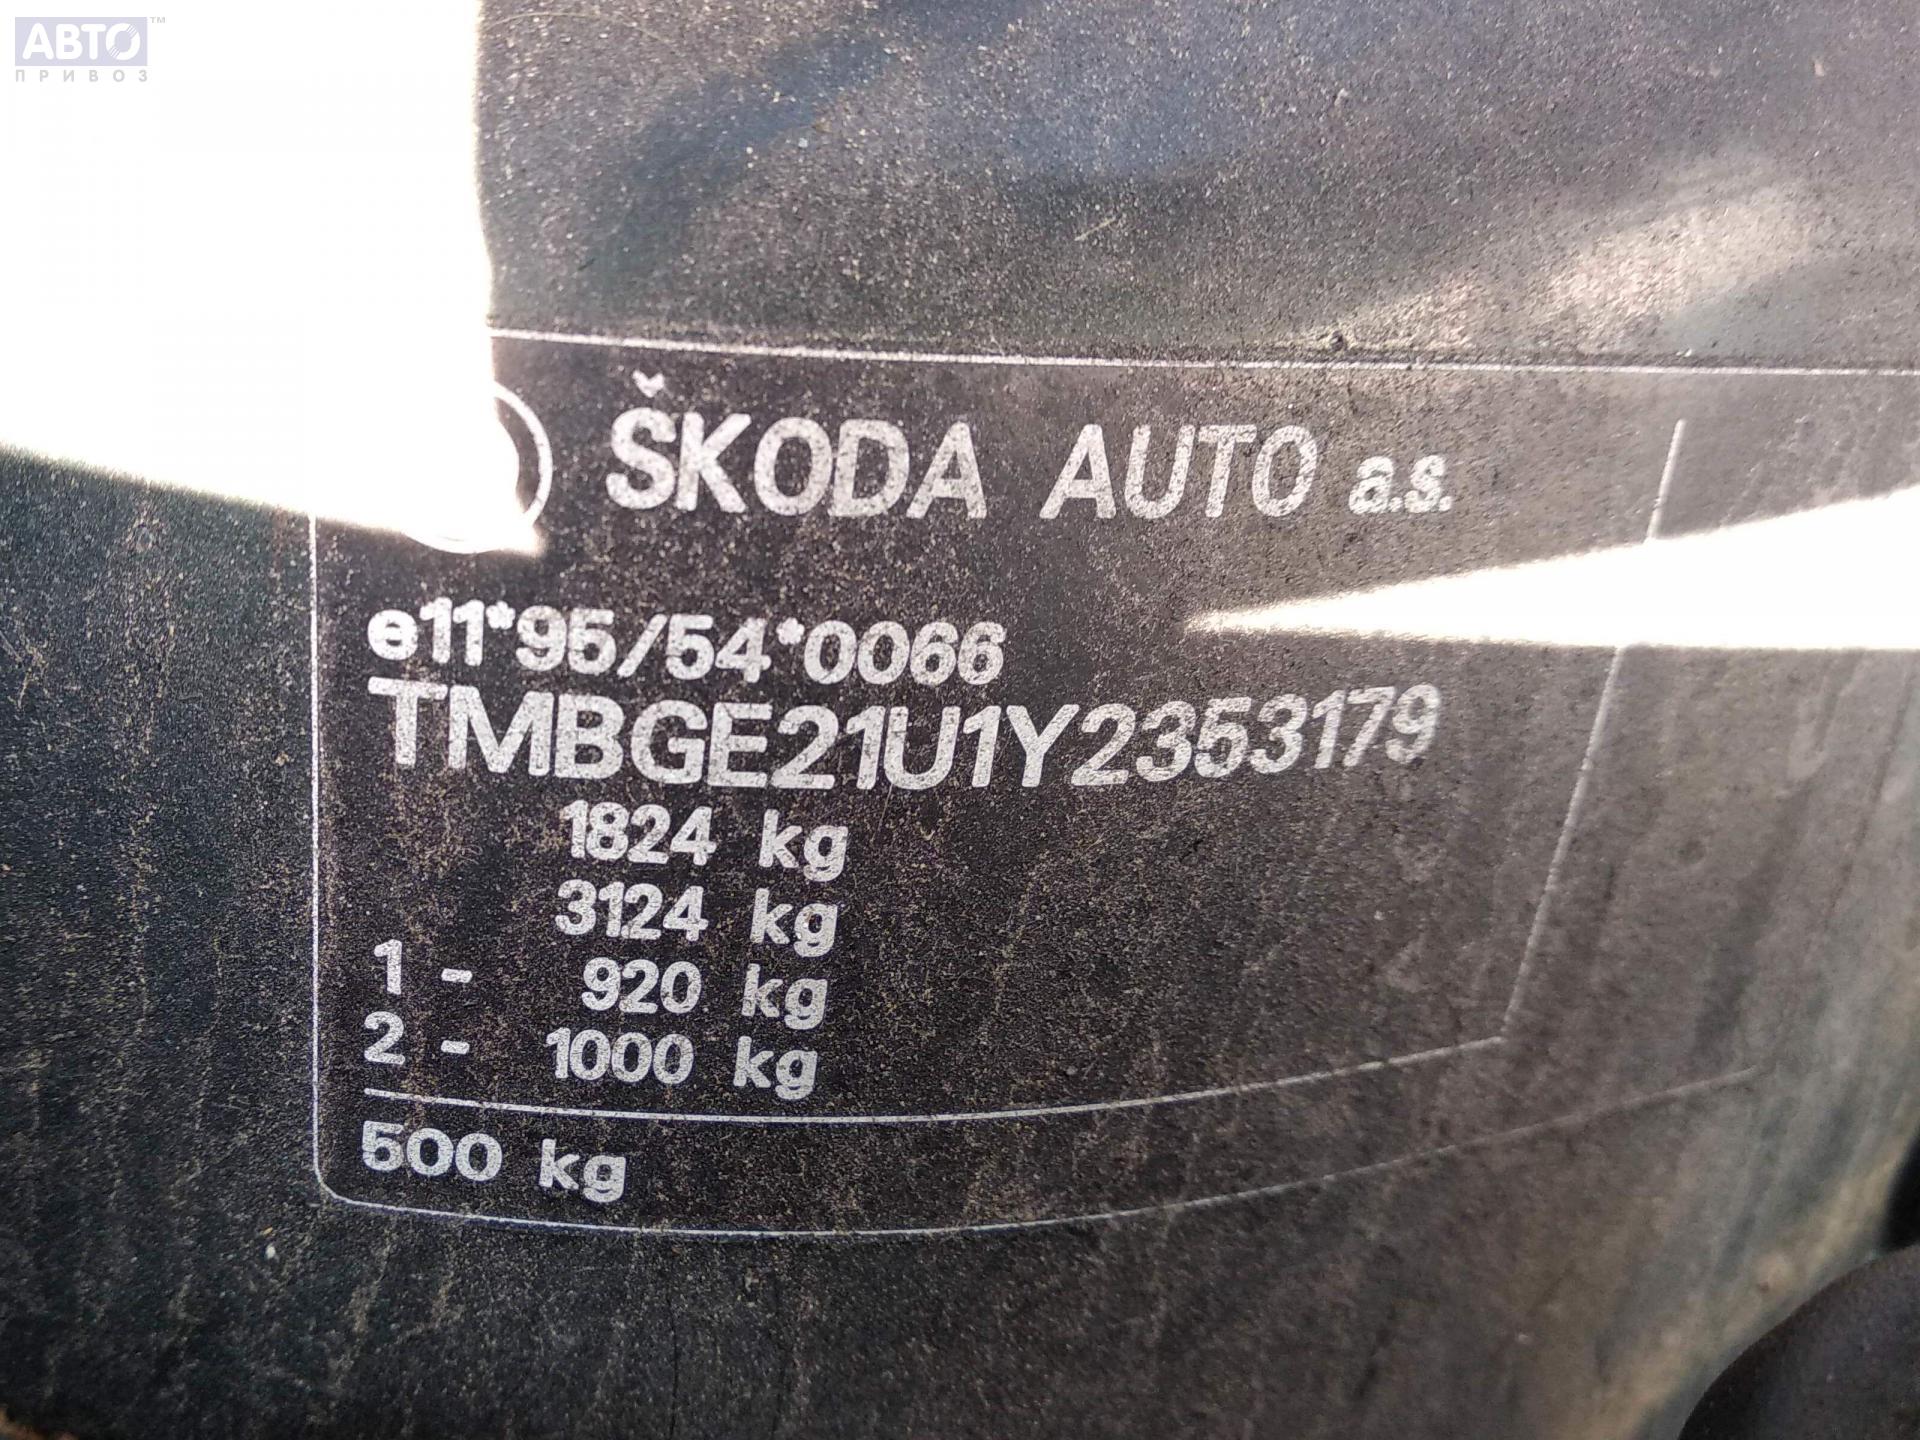 АВТО™
ПРИВОЗ
ŠKODA AUTO a.s.
e11*95/54*0066
TMBGE21U1Y2353179
1824 kg
3124 kg
1 - 920 kg
2 - 1000 kg
500 kg